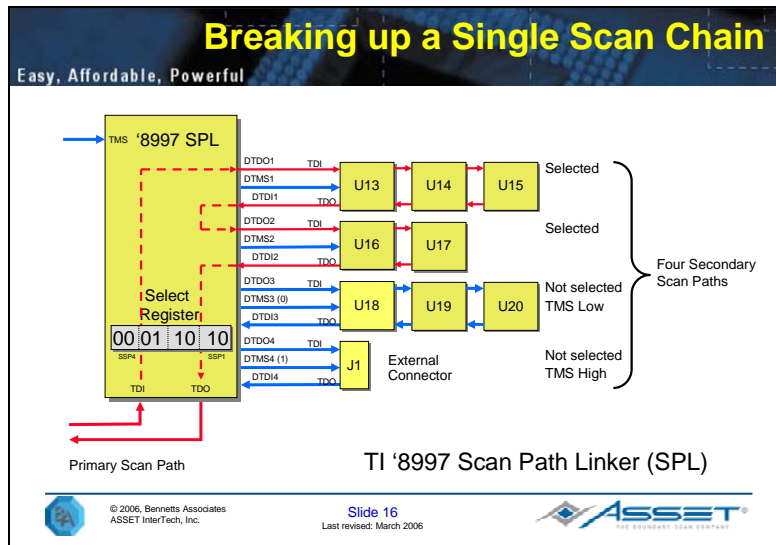 Breaking up a Single Scan Chain
Easy, Affordable, Powerful
TMS
‘8997 SPL
DTDO1
TDI
DTMS1
DTDI1
TDO
U13
U14
U15
Selected
DTDO2
TDI
DTMS2
DTDI2
TDO
U16
U17
Selected
DTDO3
TDI
DTMS3 (0)
DTDI3
TDO
U18
U19
U20
Not selected
TMS Low
DTDO4
TDI
DTMS4 (1)
DTDI4
TDO
J1
External
Connector
Not selected
TMS High
Four Secondary
Scan Paths
Select
Register
00 01 10 10
SSP4
SSP1
TDI
TDO
Primary Scan Path
TI ‘8997 Scan Path Linker (SPL)
BA
© 2006, Bennetts Associates
ASSET InterTech, Inc.
Slide 16
Last revised: March 2006
ASSET®
THE BOUNDARY-SCAN COMPANY